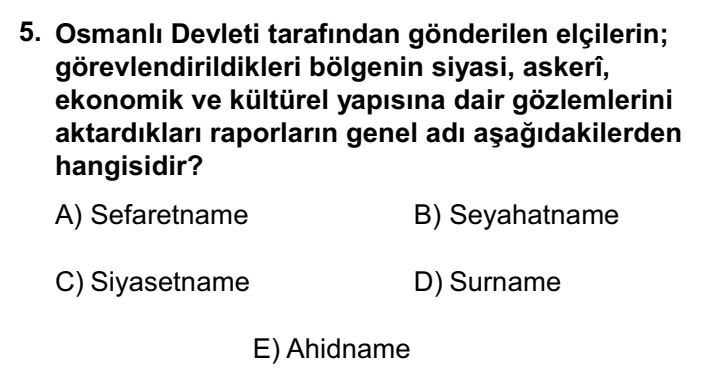 5. Osmanlı Devleti tarafından gönderilen elçilerin;
görevlendirildikleri bölgenin siyasi, askerî,
ekonomik ve kültürel yapısına dair gözlemlerini
aktardıkları raporların genel adı aşağıdakilerden
hangisidir?
A) Sefaretname B) Seyahatname
C) Siyasetname D) Surname
E) Ahidname